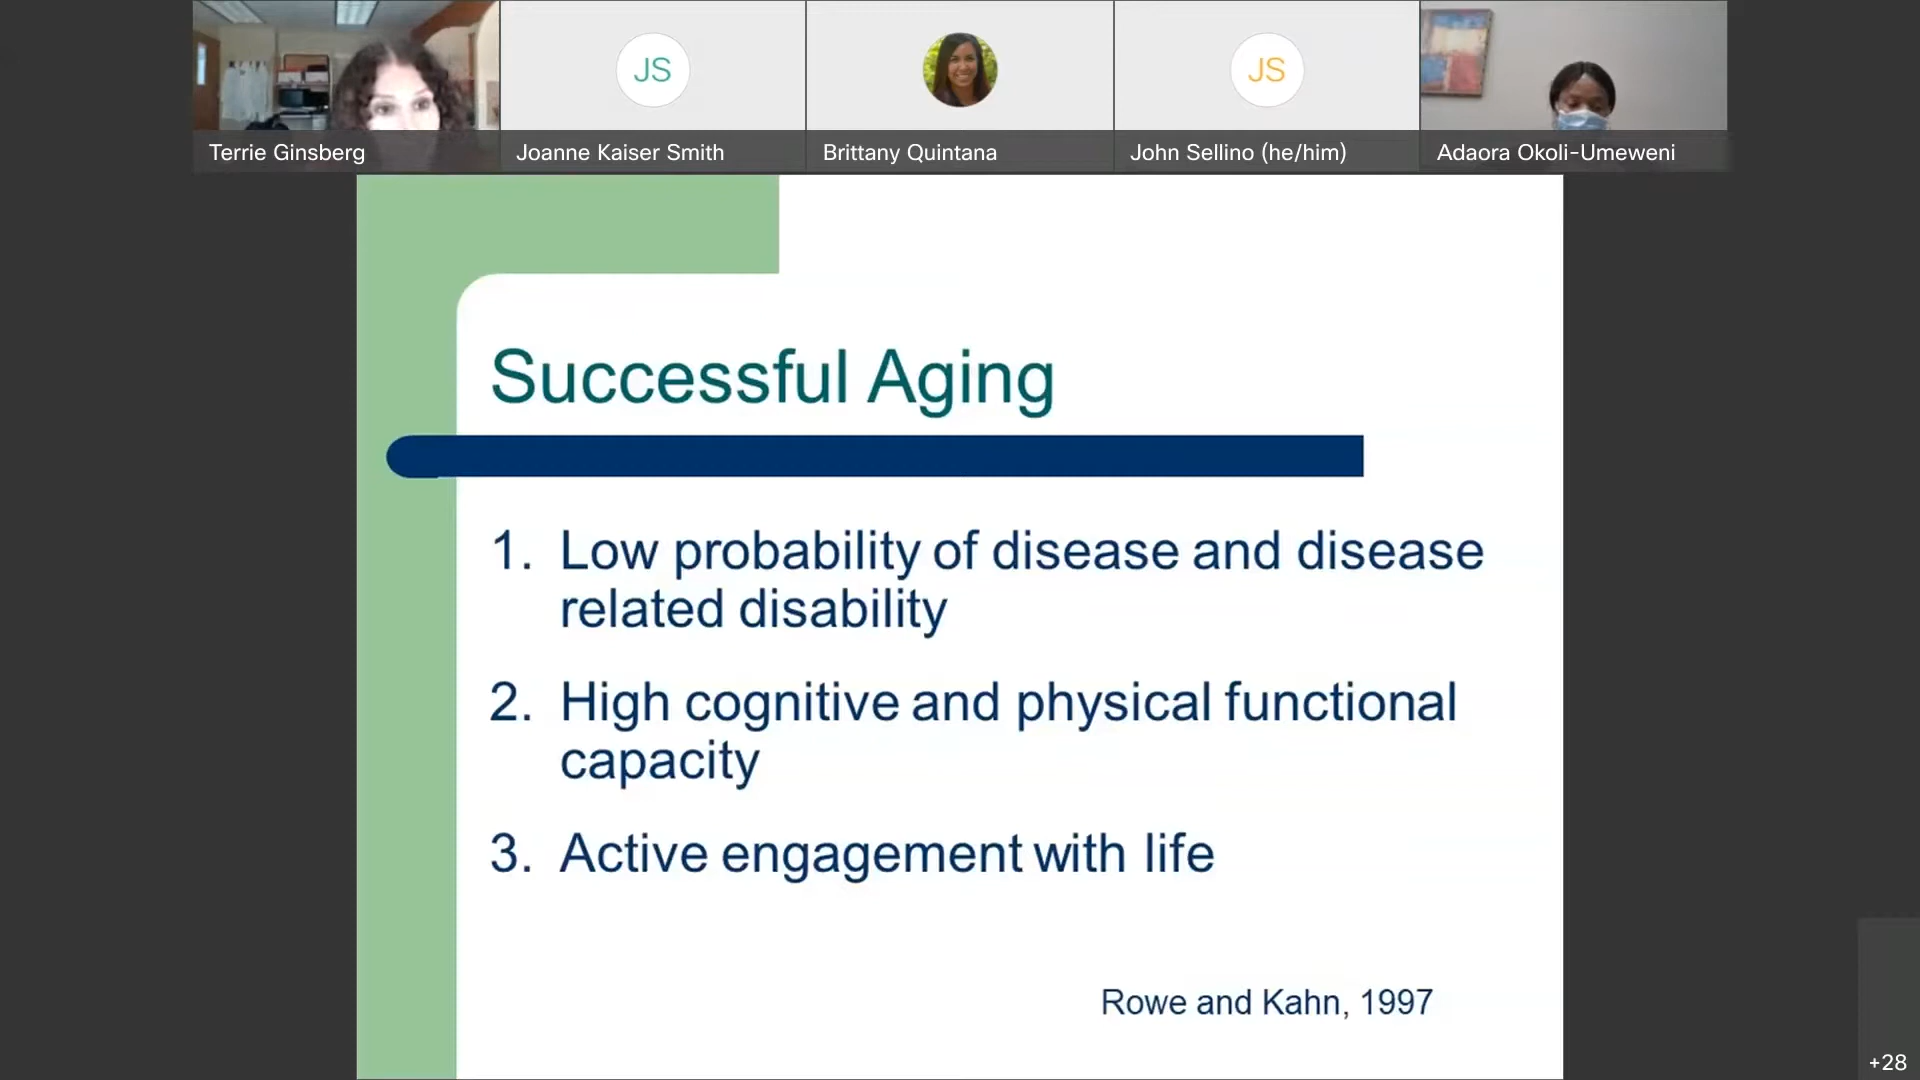 JS
JS
Terrie Ginsberg
Joanne Kaiser Smith
Brittany Quintana
John Sellino (he/him)
Adaora Okoli-Umeweni
Successful Aging
1. Low probability of disease and disease
related disability
2. High cognitive and physical functional
capacity
3. Active engagement with life
Rowe and Kahn, 1997
+28